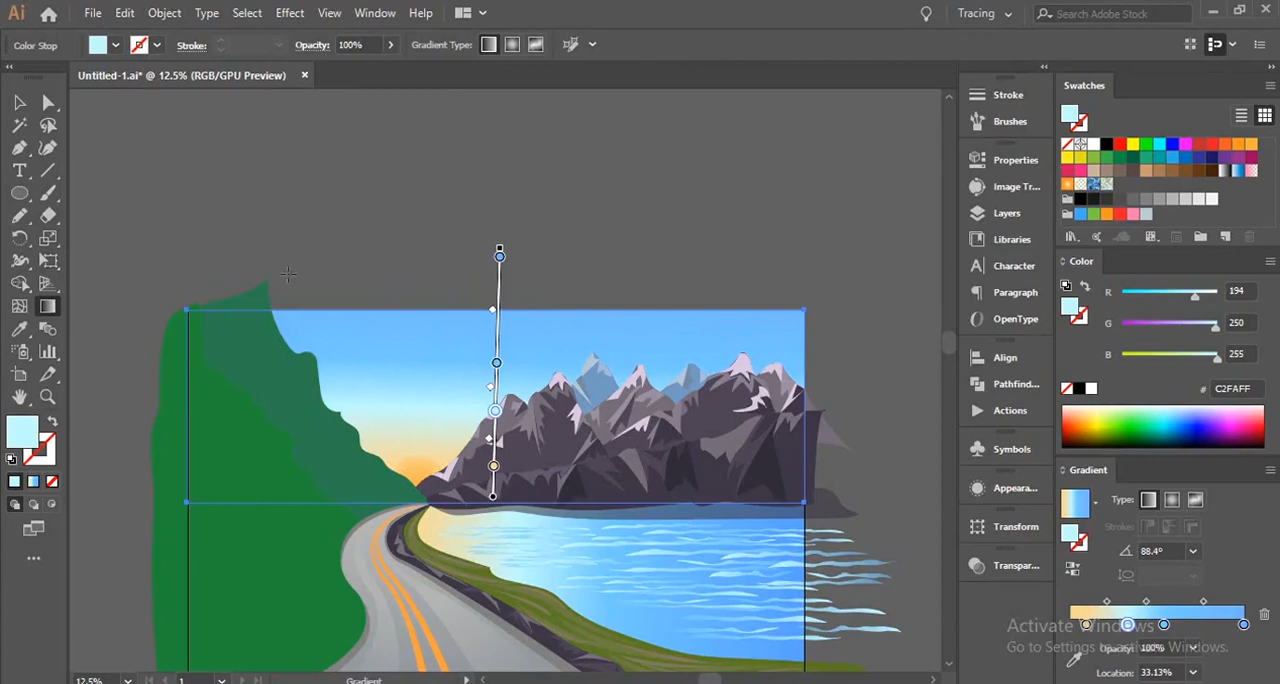 Ai File Edit Object Type Select Effect View Window Help Tracing Search Adobe Stock
Color Stop Stroke: Opacity: 100% Gradient Type:
Untitled-1.ai* @ 12.5% (RGB/GPU Preview)
Swatches
Stroke
Brushes
Properties
Image Tr...
Layers
Libraries
Character
Paragraph
OpenType
Align
Pathfind...
Actions
Symbols
Appeara...
Transform
Transpar...
Color
R 194
G 250
B 255
# C2FAFF
Gradient
Type:
Strokes:
88.4°
Opacity: 100%
Location: 33.13%
Activate Windows
Go to Settings to activate Windows.
12.5% 1 Gradient